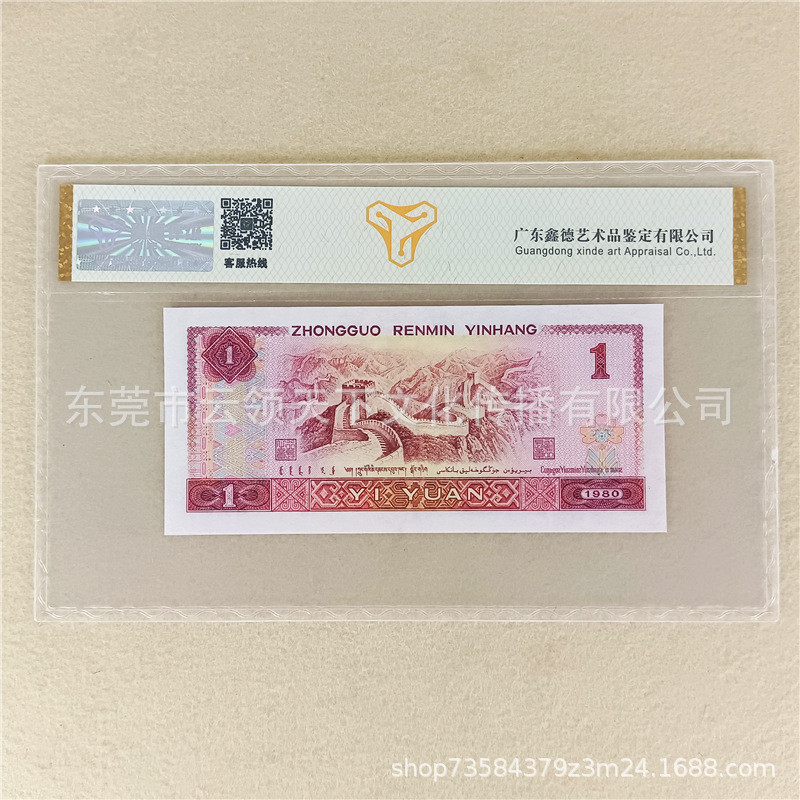 客服热线
广东鑫德艺术品鉴定有限公司
Guangdong xinde art Appraisal Co.,Ltd.
ZHONGGUO RENMIN YINHANG
1
1
东莞市云领天下文化传播有限公司
1
YI YUAN
1980
shop73584379z3m24.1688.com